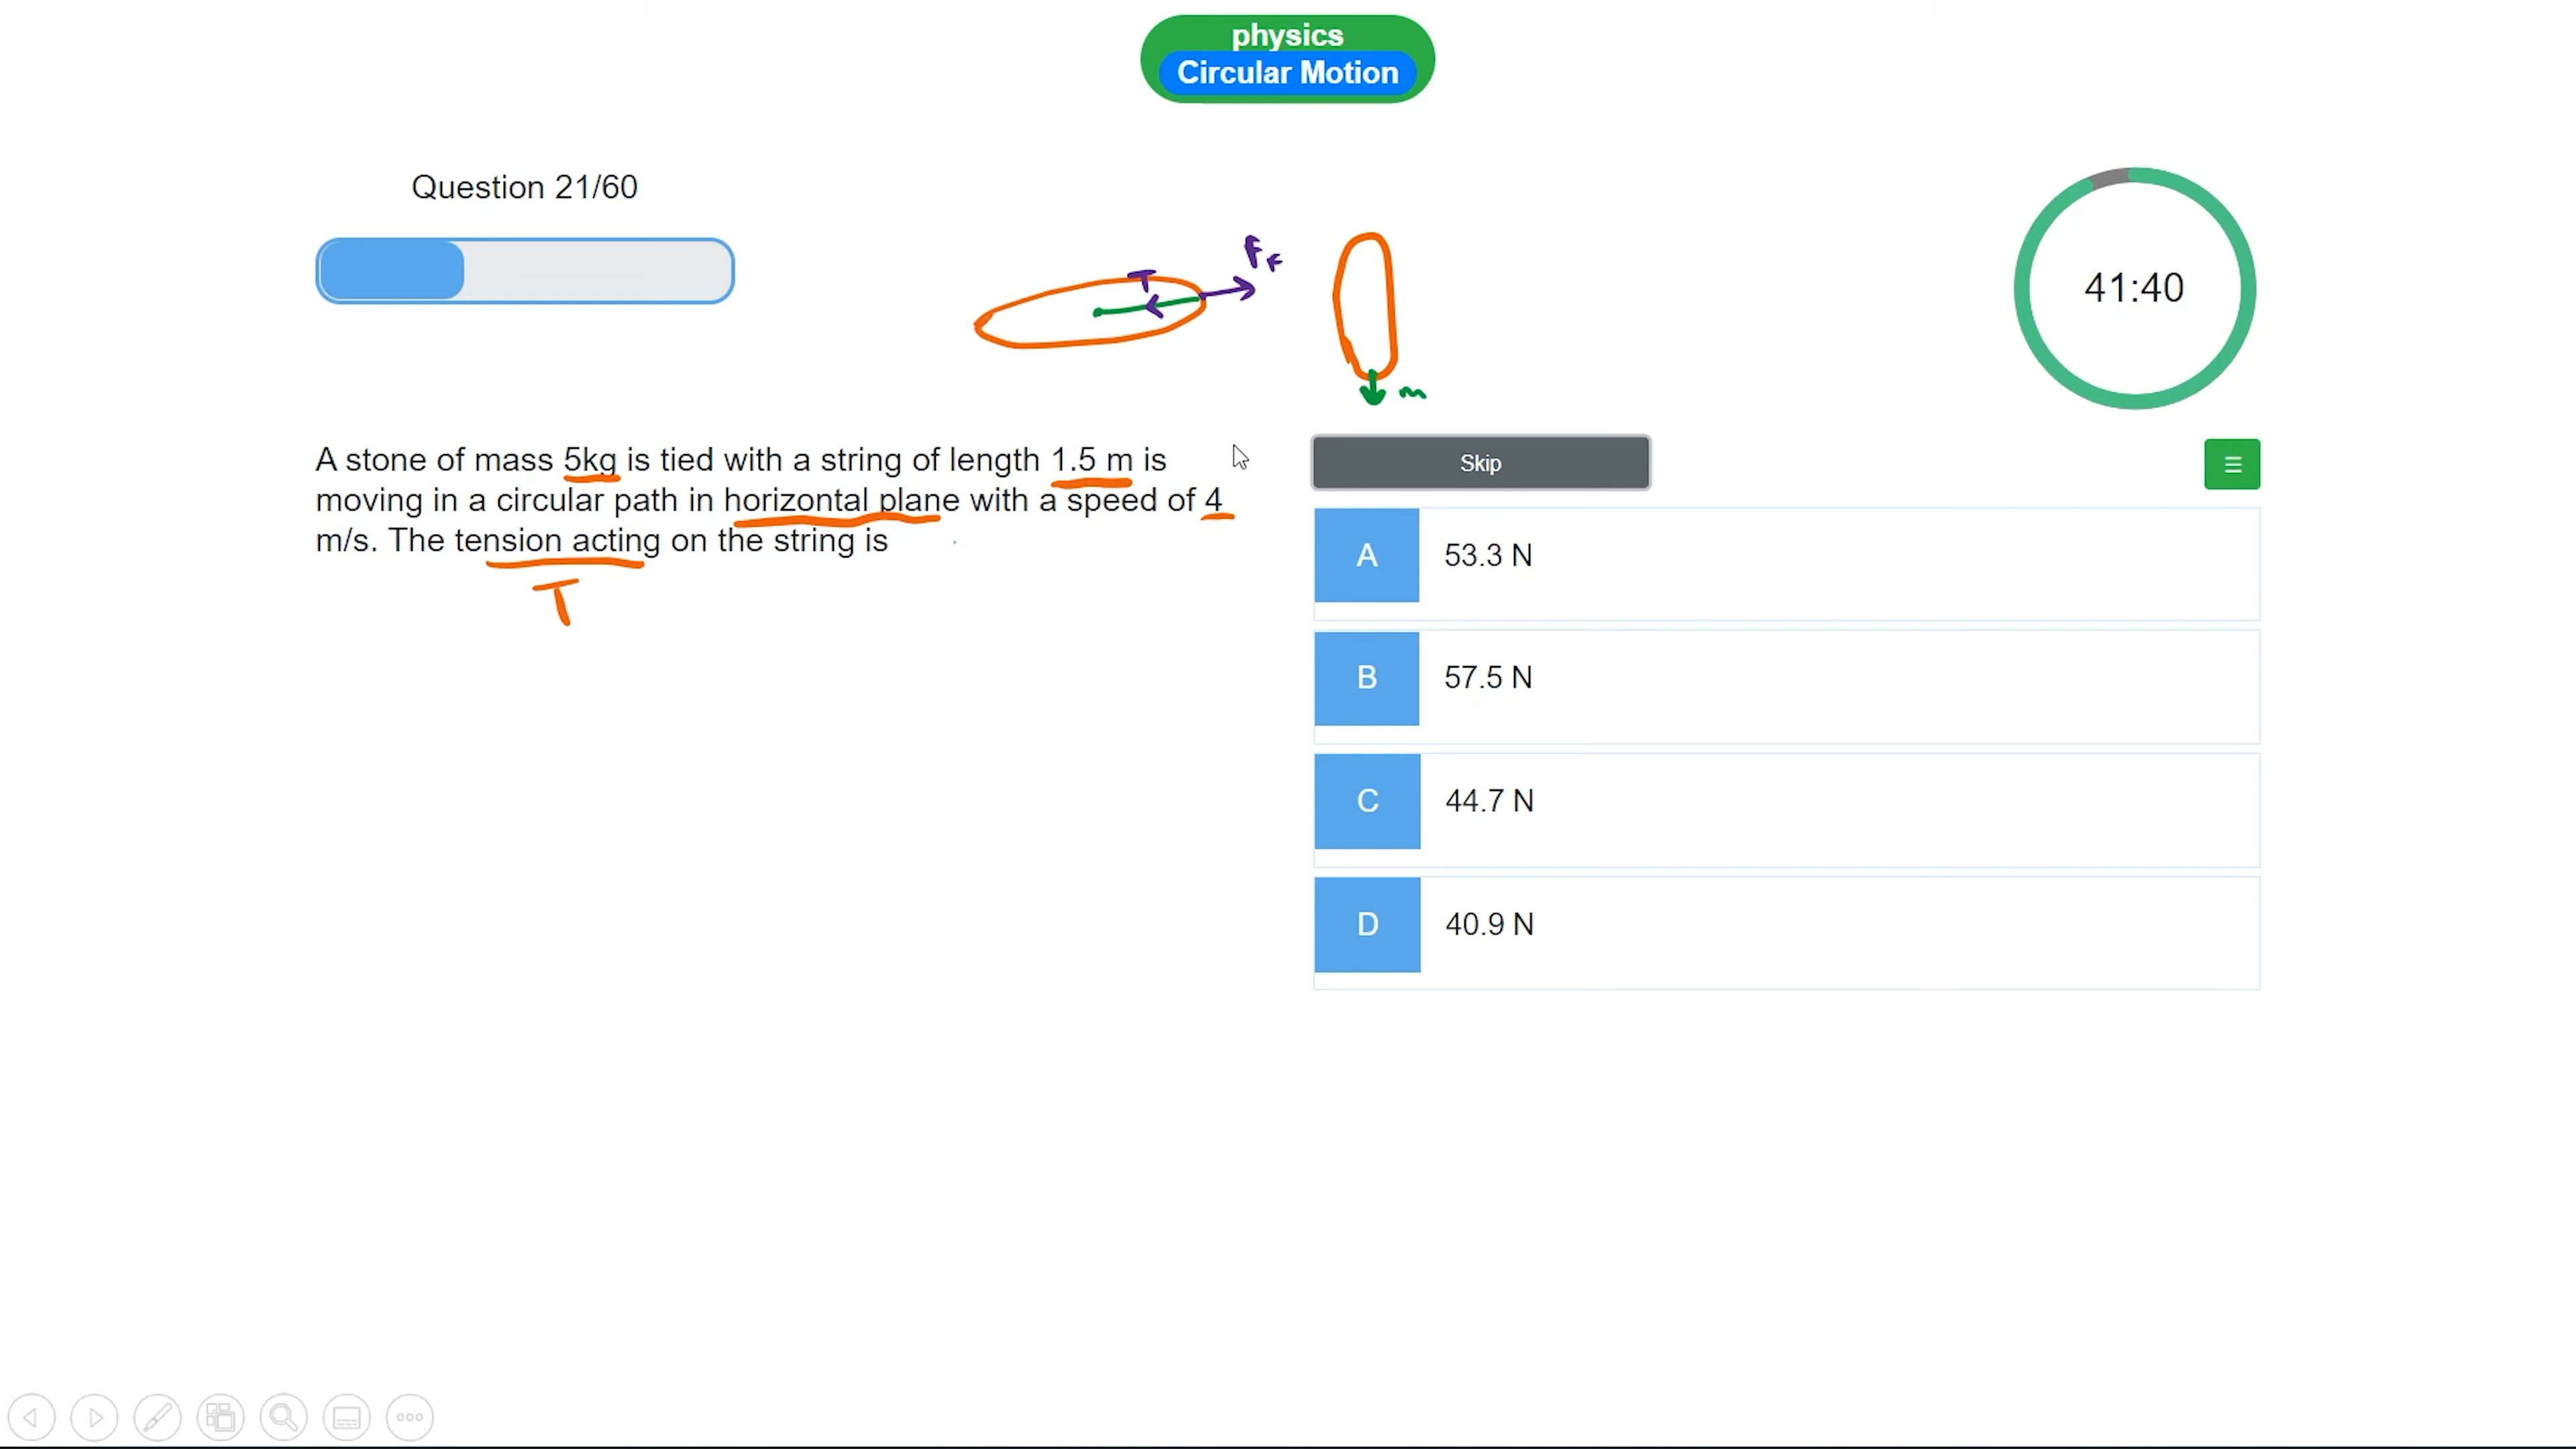 physics
Circular Motion
Question 21/60
41:40
T
m
A stone of mass 5kg is tied with a string of length 1.5 m is
moving in a circular path in horizontal plane with a speed of 4
m/s. The tension acting on the string is
T
Skip
A 53.3 N
B 57.5 N
C 44.7 N
D 40.9 N